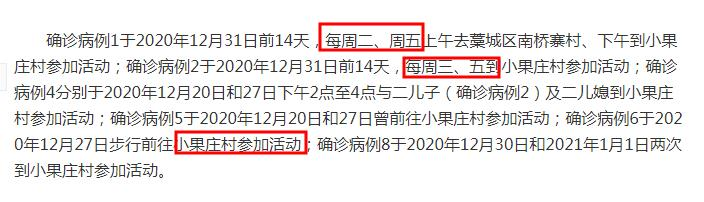 确诊病例1于2020年12月31日前14天，每周二、周五上午去藁城区南桥寨村、下午到小果
庄村参加活动；确诊病例2于2020年12月31日前14天，每周三、五到小果庄村参加活动；确诊
病例4分别于2020年12月20日和27日下午2点至4点与二儿子（确诊病例2）及二儿媳到小果庄
村参加活动；确诊病例5于2020年12月20日和27日曾前往小果庄村参加活动；确诊病例6于202
0年12月27日步行前往小果庄村参加活动；确诊病例8于2020年12月30日和2021年1月1日两次
到小果庄村参加活动。